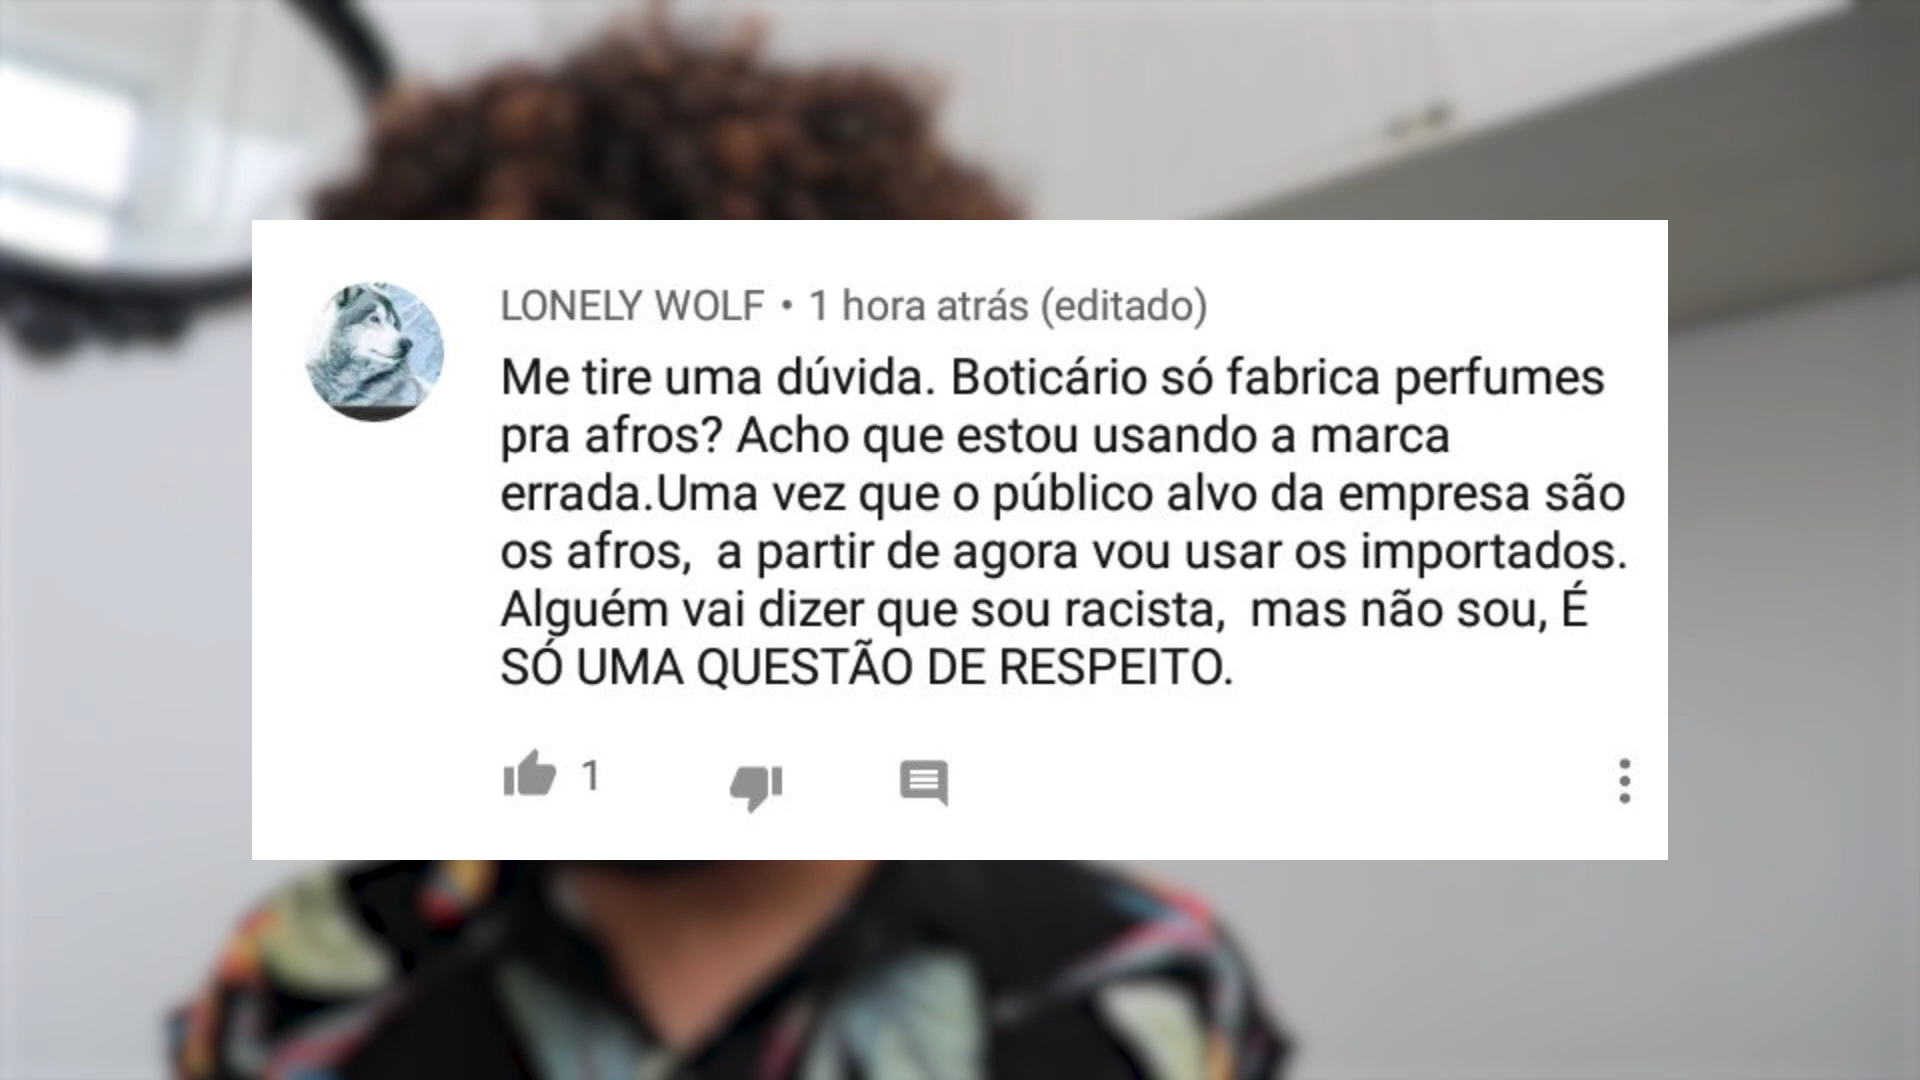 LONELY WOLF • 1 hora atrás (editado)
Me tire uma dúvida. Boticário só fabrica perfumes
pra afros? Acho que estou usando a marca
errada.Uma vez que o público alvo da empresa são
os afros,  a partir de agora vou usar os importados.
Alguém vai dizer que sou racista,  mas não sou, É
SÓ UMA QUESTÃO DE RESPEITO.
1